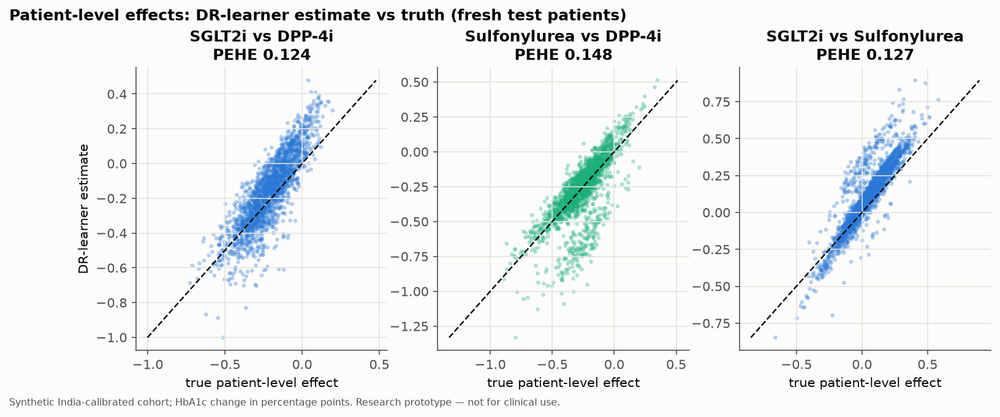 Patient-level effects: DR-learner estimate vs truth (fresh test patients)
SGLT2i vs DPP-4i
PEHE 0.124
0.4
0.2
0.0
−0.2
−0.4
−0.6
−0.8
−1.0
−1.0
−0.5
0.0
0.5
DR-learner estimate
true patient-level effect
Sulfonylurea vs DPP-4i
PEHE 0.148
0.50
0.25
0.00
−0.25
−0.50
−0.75
−1.00
−1.25
−1.0
−0.5
0.0
0.5
true patient-level effect
SGLT2i vs Sulfonylurea
PEHE 0.127
0.75
0.50
0.25
0.00
−0.25
−0.50
−0.75
−0.5
0.0
0.5
true patient-level effect
Synthetic India-calibrated cohort; HbA1c change in percentage points. Research prototype — not for clinical use.